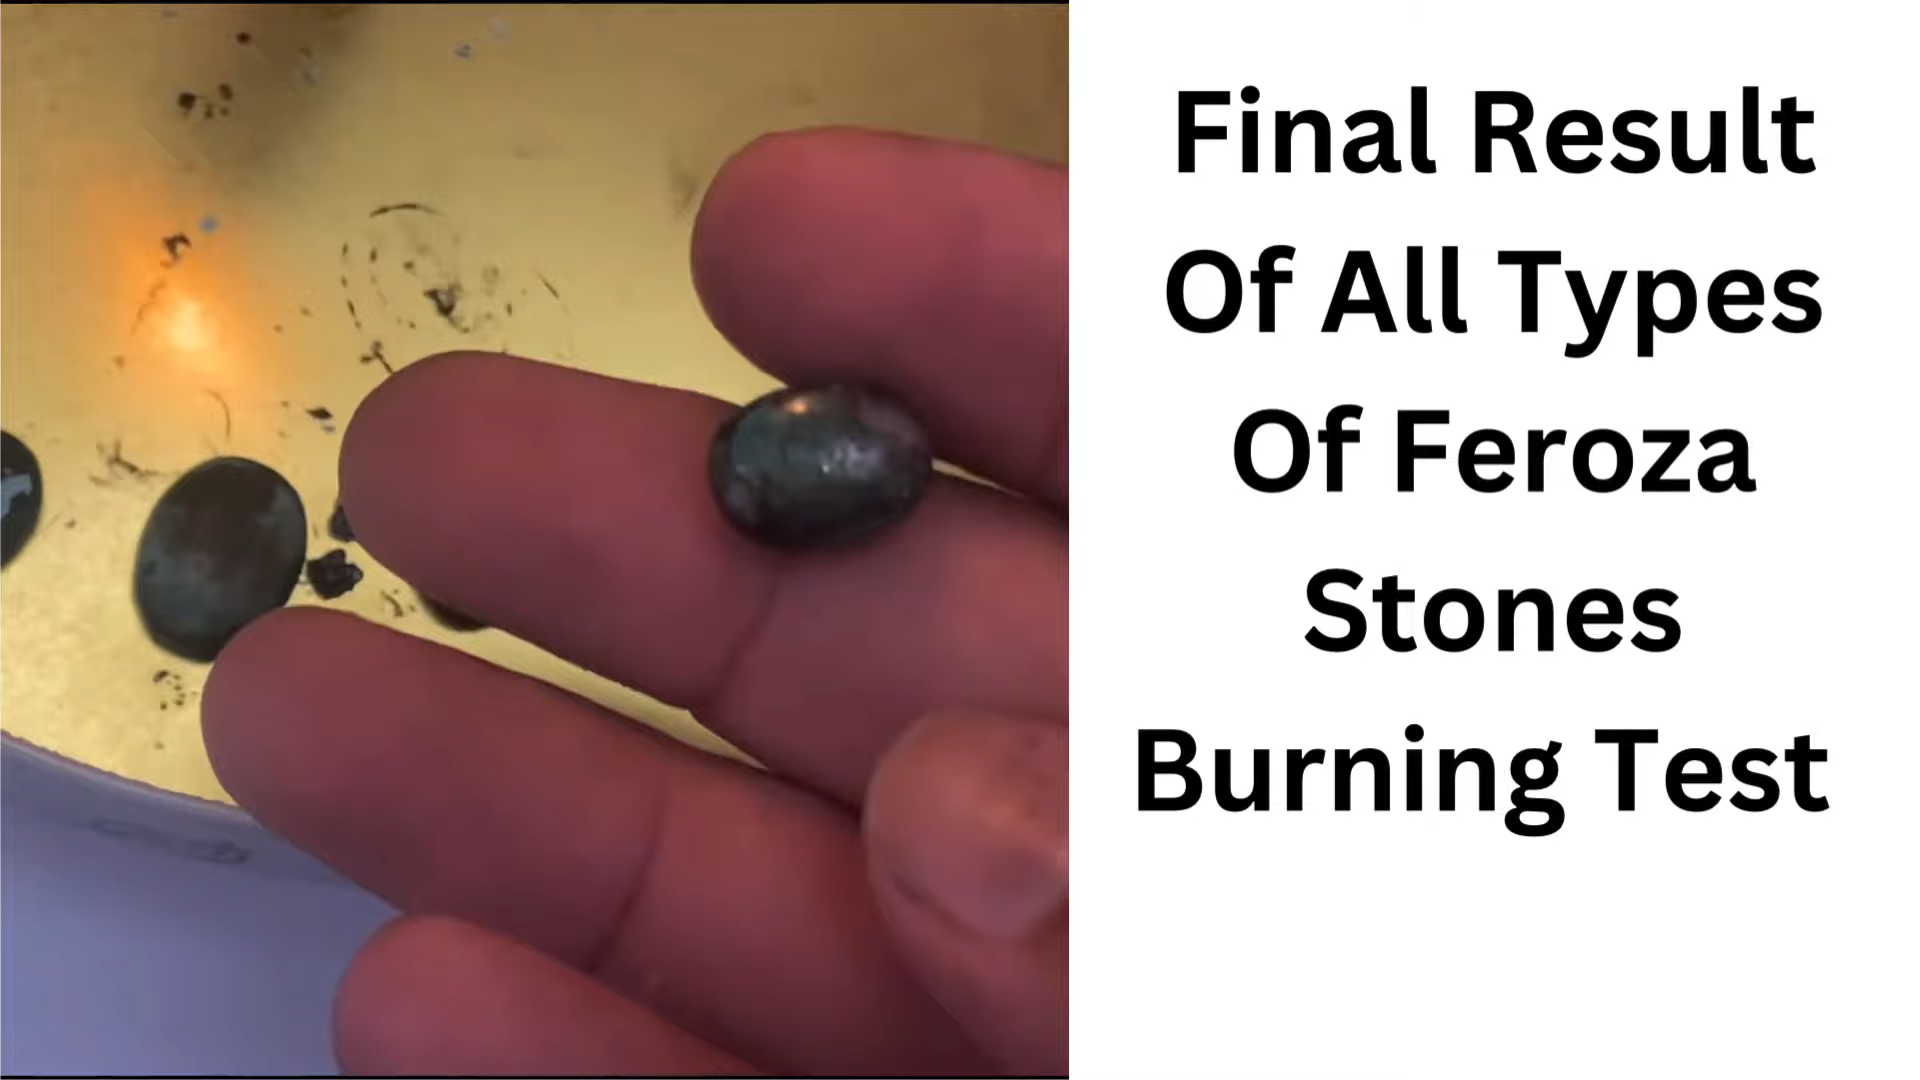 Final Result
Of All Types
Of Feroza
Stones
Burning Test